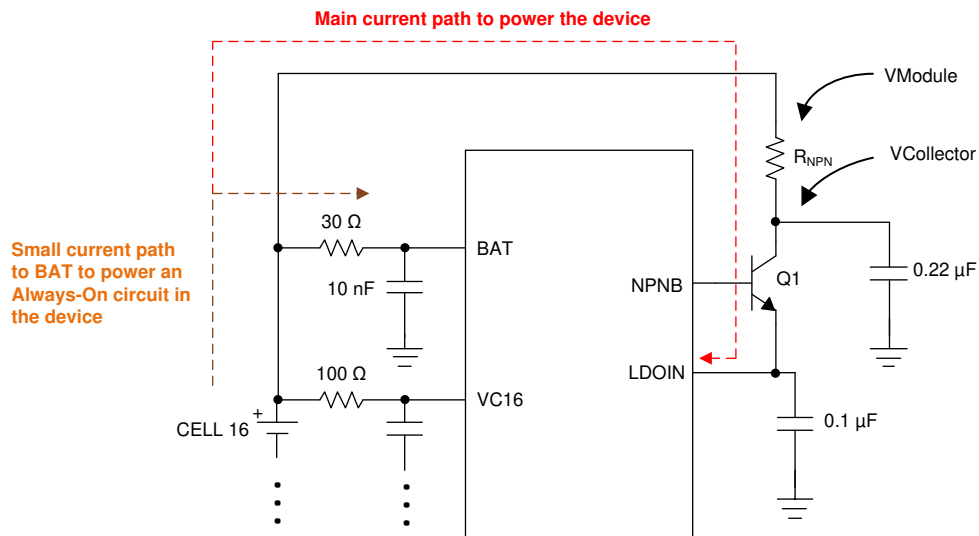 Main current path to power the device
VModule
R_NPN
VCollector
30 Ω
BAT
Small current path
to BAT to power an
Always-On circuit in
the device
10 nF
NPNB
Q1
0.22 µF
100 Ω
LDOIN
VC16
+
CELL 16
0.1 µF